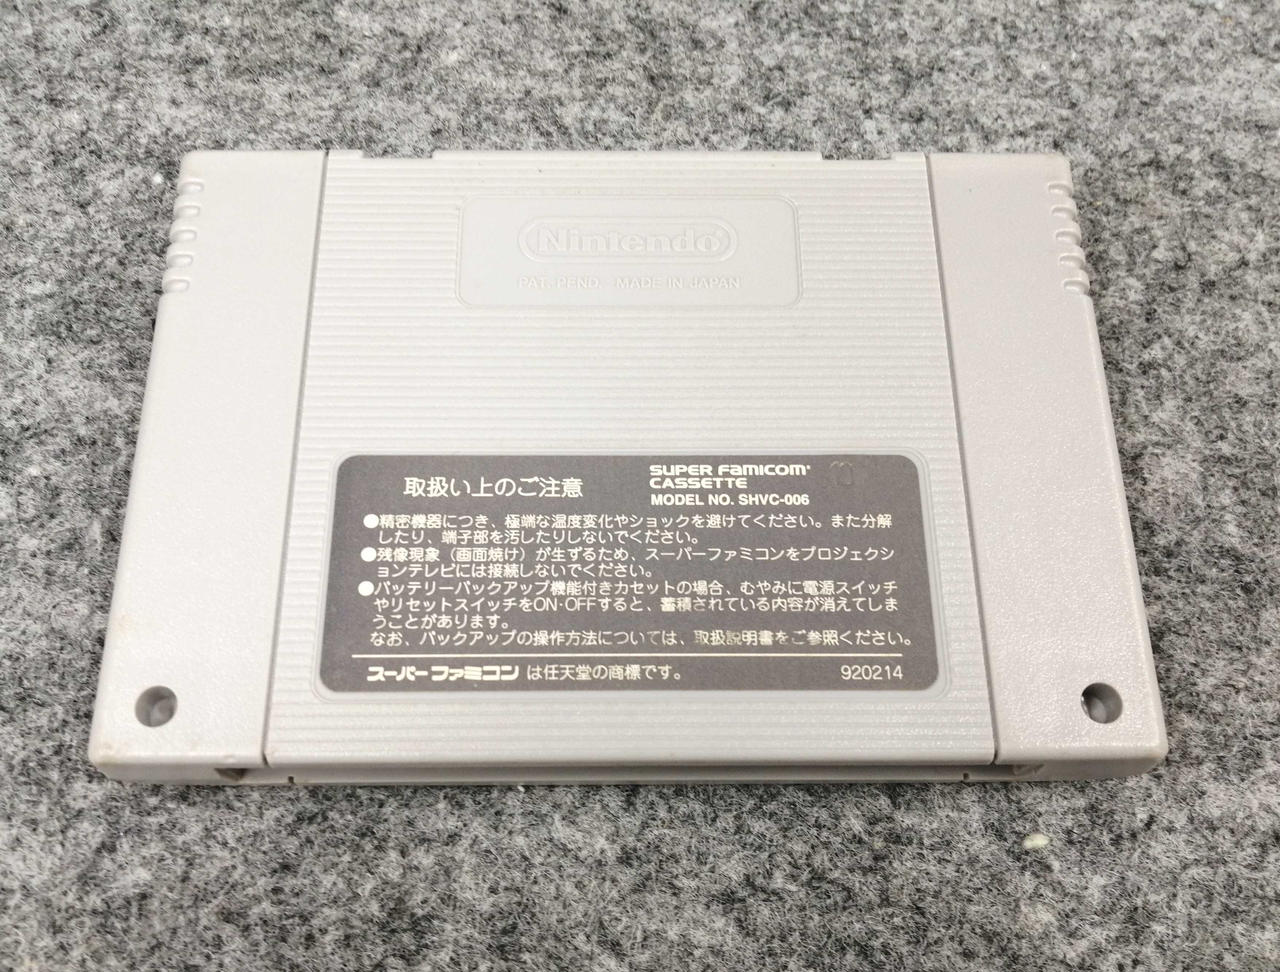 Nintendo
PAT. PEND. MADE IN JAPAN
取扱い上のご注意
SUPER FAMICOM
CASSETTE
MODEL NO. SHVC-006
●精密機器につき、極端な温度変化やショックを避けてください。また分解
したり、端子部を汚したりしないでください。
●残像現象（画面焼け）が生ずるため、スーパーファミコンをプロジェクシ
ョンテレビには接続しないでください。
●バッテリーバックアップ機能付きカセットの場合、むやみに電源スイッチ
やリセットスイッチをON･OFFすると、蓄積されている内容が消えてしま
うことがあります。
なお、バックアップの操作方法については、取扱説明書をご参照ください。
スーパーファミコン は任天堂の商標です。 920214